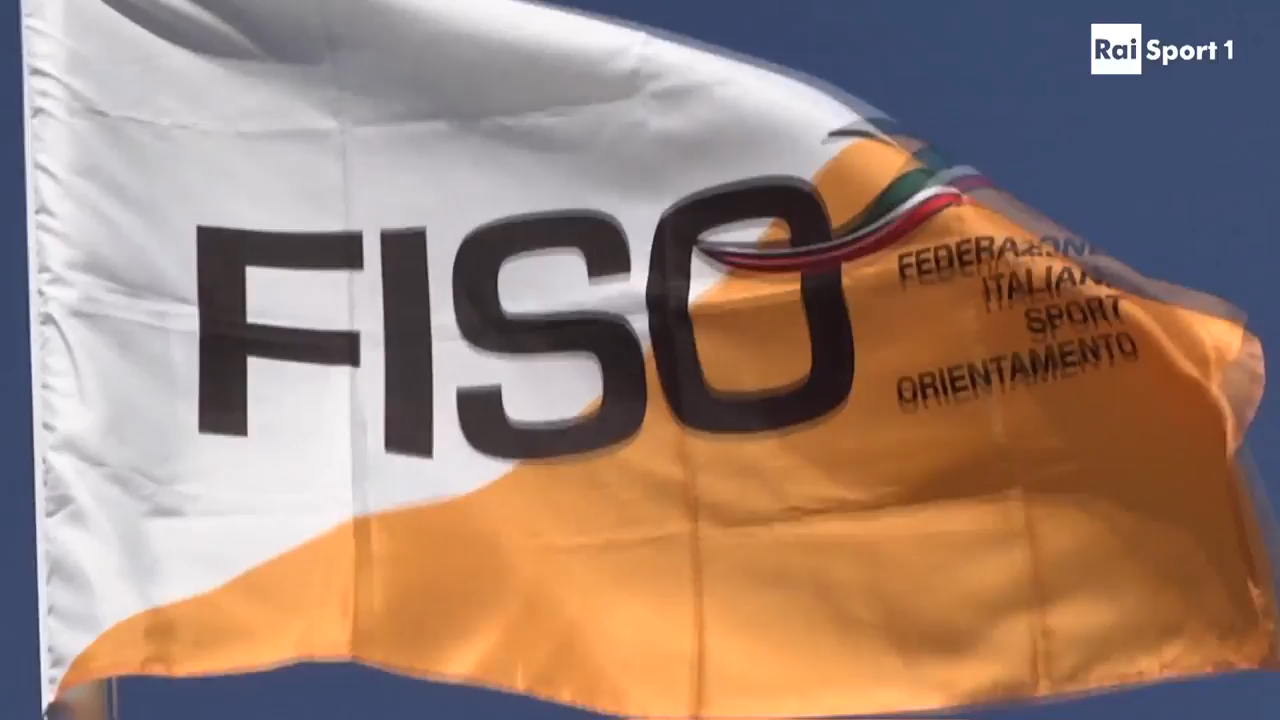 Rai Sport 1
FISO
FEDERAZIONE
ITALIANA
SPORT
ORIENTAMENTO